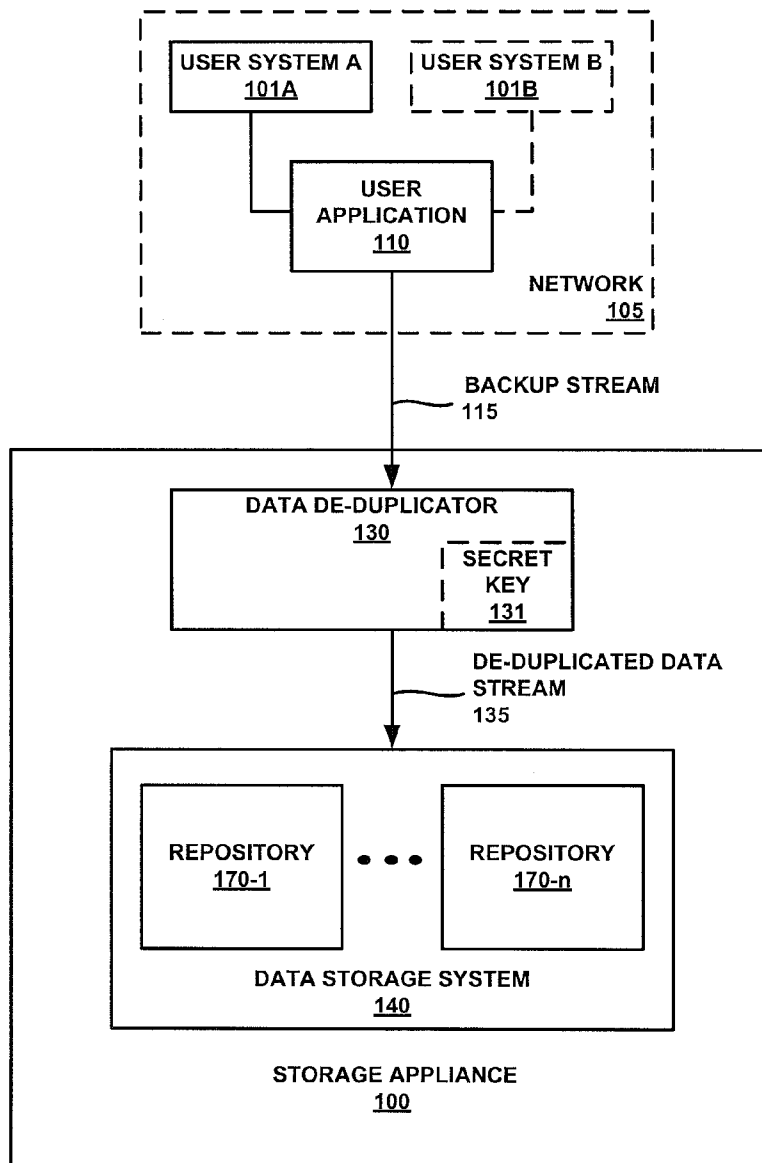 USER SYSTEM A
101A
USER SYSTEM B
101B
USER
APPLICATION
110
NETWORK
105
BACKUP STREAM
115
DATA DE-DUPLICATOR
130
SECRET
KEY
131
DE-DUPLICATED DATA
STREAM
135
REPOSITORY
170-1
REPOSITORY
170-n
DATA STORAGE SYSTEM
140
STORAGE APPLIANCE
100